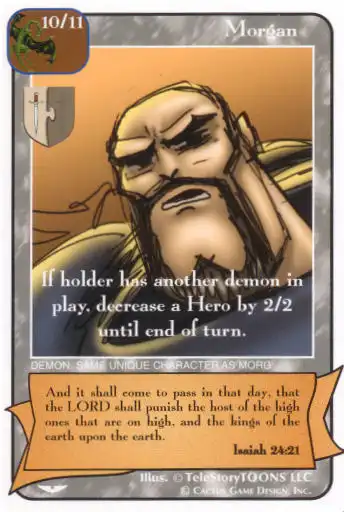 10/11
Morgan
If holder has another demon in
play, decrease a Hero by 2/2
until end of turn.
DEMON, SAME UNIQUE CHARACTER AS MORG
And it shall come to pass in that day, that
the LORD shall punish the host of the high
ones that are on high, and the kings of the
earth upon the earth.
Isaiah 24:21
Illus. © TeleStoryTOONS LLC
© Cactus Game Design, Inc.